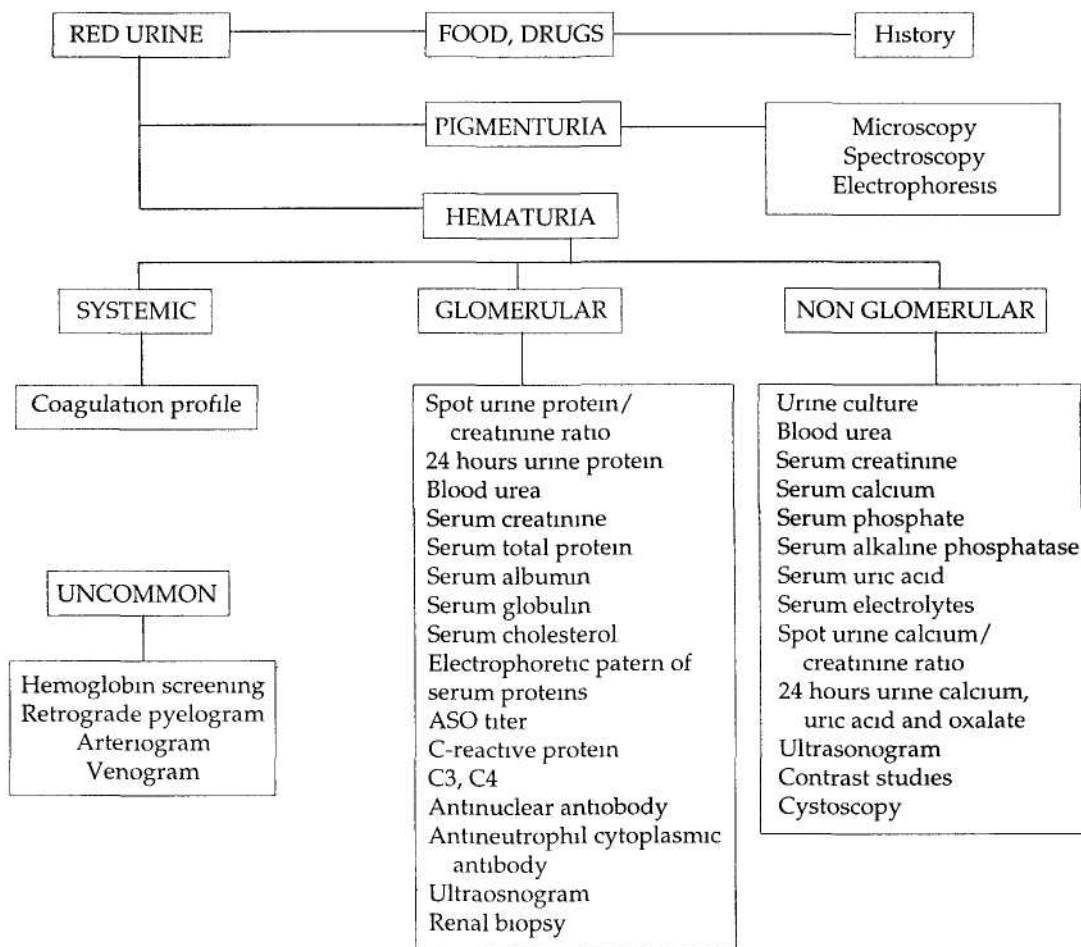 RED URINE
FOOD, DRUGS
History
PIGMENTURIA
Microscopy
Spectroscopy
Electrophoresis
HEMATURIA
SYSTEMIC
GLOMERULAR
NON GLOMERULAR
Coagulation profile
Spot urine protein/
creatinine ratio
24 hours urine protein
Blood urea
Serum creatinine
Serum total protein
Serum albumin
Serum globulin
Serum cholesterol
Electrophoretic patern of
serum proteins
ASO titer
C-reactive protein
C3, C4
Antinuclear antiobody
Antineutrophil cytoplasmic
antibody
Ultraosnogram
Renal biopsy
Urine culture
Blood urea
Serum creatinine
Serum calcium
Serum phosphate
Serum alkaline phosphatase
Serum uric acid
Serum electrolytes
Spot urine calcium/
creatinine ratio
24 hours urine calcium,
uric acid and oxalate
Ultrasonogram
Contrast studies
Cystoscopy
UNCOMMON
Hemoglobin screening
Retrograde pyelogram
Arteriogram
Venogram